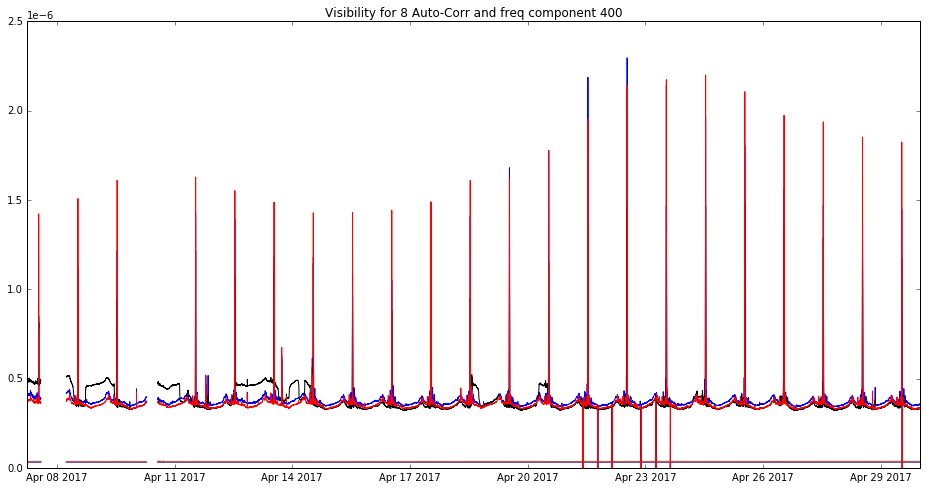 Visibility for 8 Auto-Corr and freq component 400
1e−6
2.5
2.0
1.5
1.0
0.5
0.0
Apr 08 2017 Apr 11 2017 Apr 14 2017 Apr 17 2017 Apr 20 2017 Apr 23 2017 Apr 26 2017 Apr 29 2017